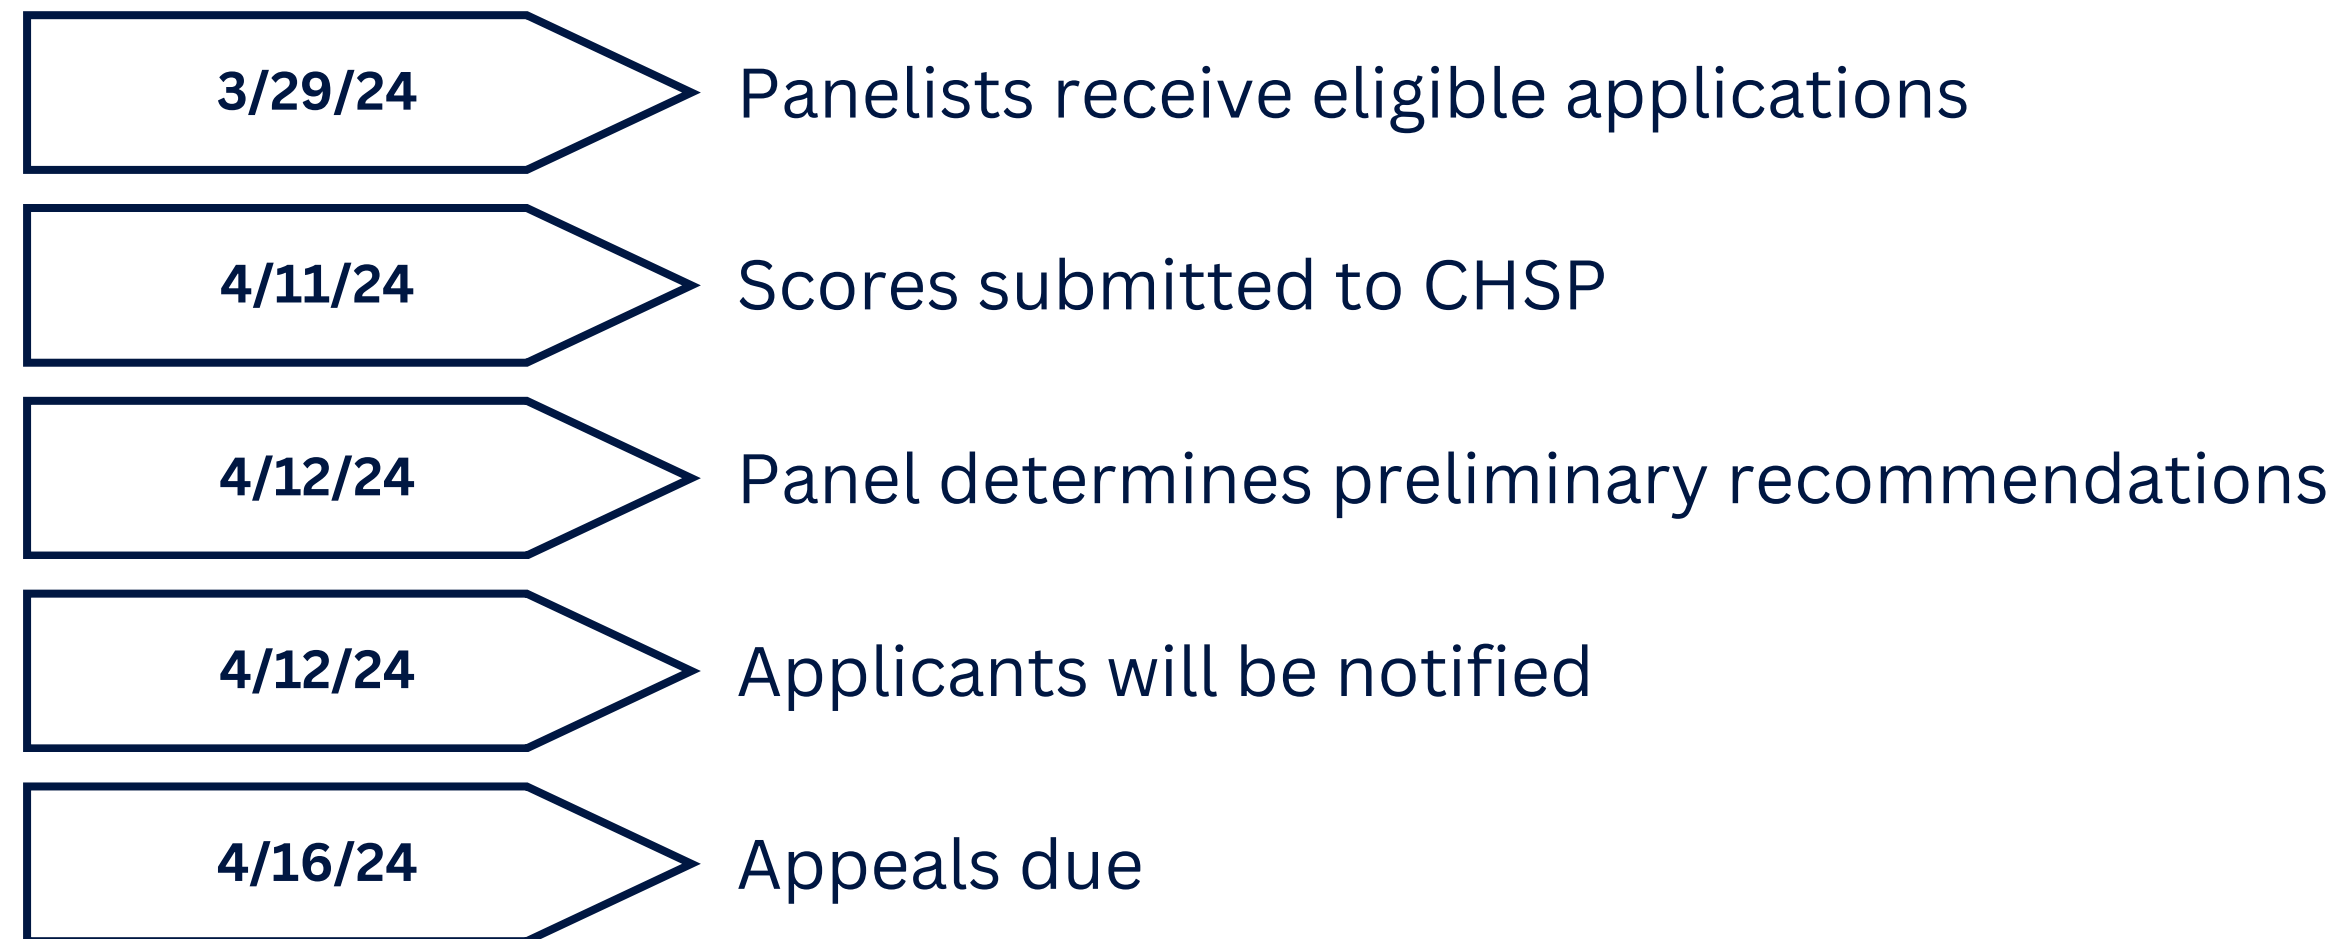 3/29/24 Panelists receive eligible applications
4/11/24 Scores submitted to CHSP
4/12/24 Panel determines preliminary recommendations
4/12/24 Applicants will be notified
4/16/24 Appeals due